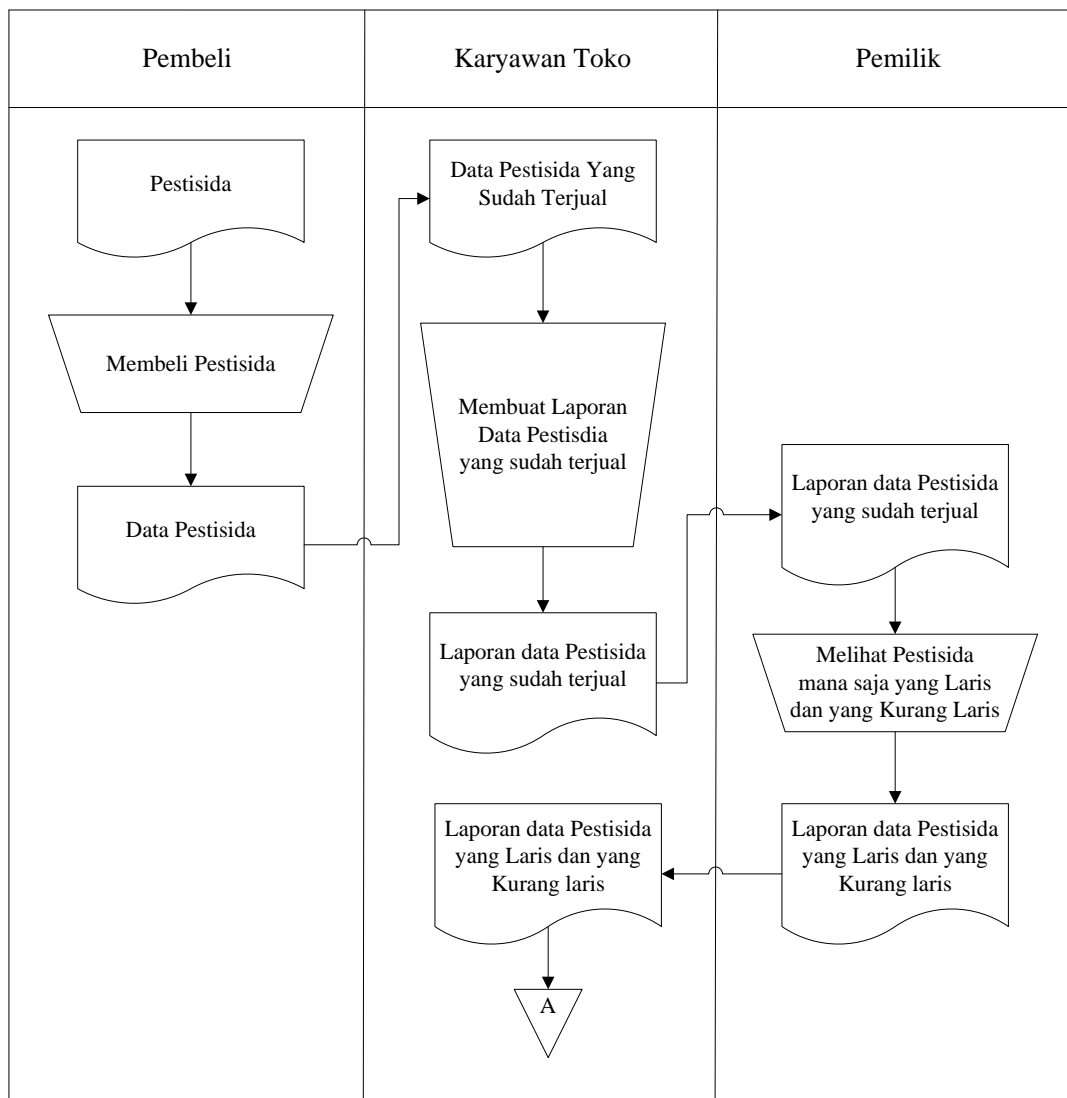 Pembeli
Karyawan Toko
Pemilik
Pestisida
Membeli Pestisida
Data Pestisida
Data Pestisida Yang
Sudah Terjual
Membuat Laporan
Data Pestisdia
yang sudah terjual
Laporan data Pestisida
yang sudah terjual
Laporan data Pestisida
yang sudah terjual
Melihat Pestisida
mana saja yang Laris
dan yang Kurang Laris
Laporan data Pestisida
yang Laris dan yang
Kurang laris
Laporan data Pestisida
yang Laris dan yang
Kurang laris
A